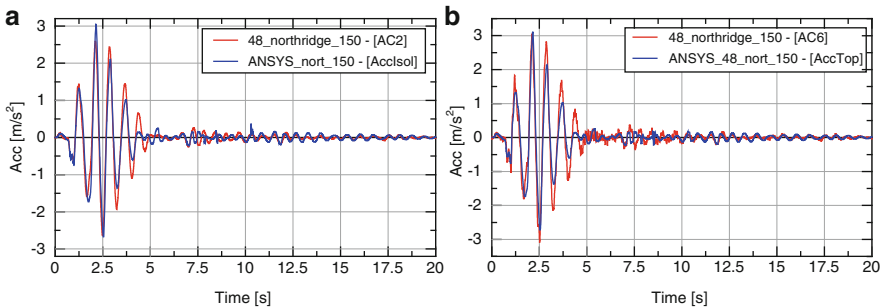 a
3
2
1
0
-1
-2
-3
Acc [m/s²]
48_northridge_150 - [AC2]
ANSYS_nort_150 - [AccIsol]
0 2.5 5 7.5 10 12.5 15 17.5 20
Time [s]
b
3
2
1
0
-1
-2
-3
Acc [m/s²]
48_northridge_150 - [AC6]
ANSYS_48_nort_150 - [AccTop]
0 2.5 5 7.5 10 12.5 15 17.5 20
Time [s]